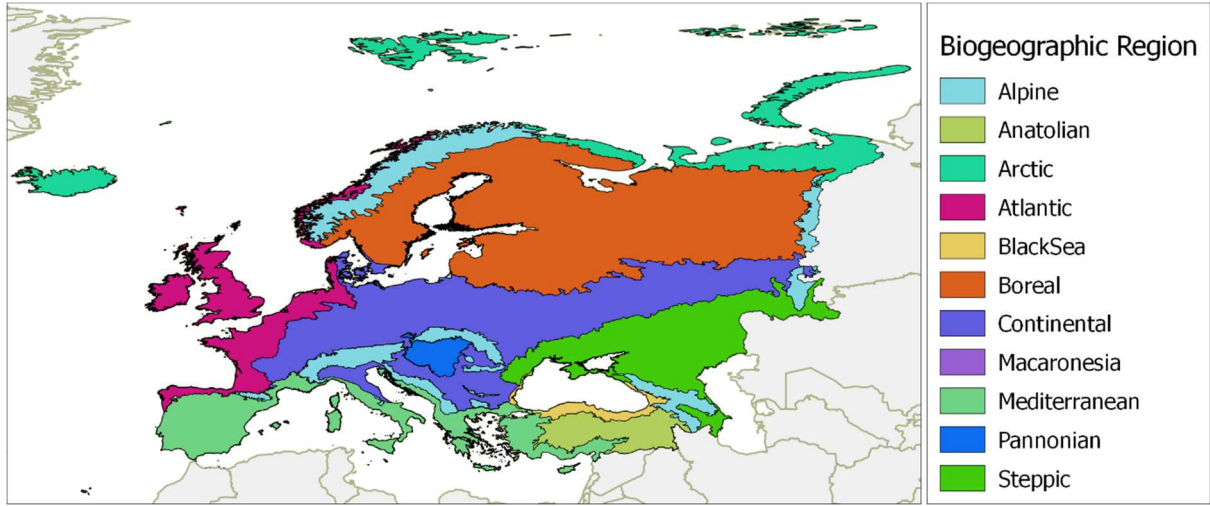 Biogeographic Region
Alpine
Anatolian
Arctic
Atlantic
BlackSea
Boreal
Continental
Macaronesia
Mediterranean
Pannonian
Steppic